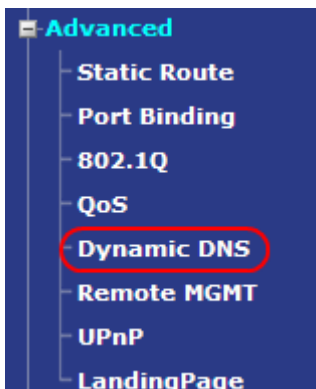 Advanced
Static Route
Port Binding
802.1Q
QoS
Dynamic DNS
Remote MGMT
UPnP
LandingPage